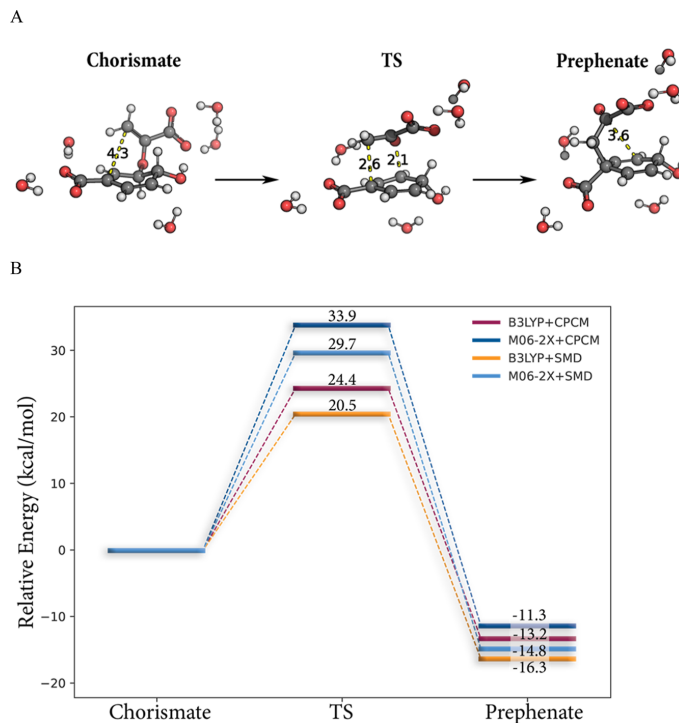 A
Chorismate
TS
Prephenate
4.3
2.6
2.1
3.6
B
33.9
29.7
24.4
20.5
B3LYP+CPCM
M06-2X+CPCM
B3LYP+SMD
M06-2X+SMD
Relative Energy (kcal/mol)
30
20
10
0
−10
−20
-11.3
-13.2
-14.8
-16.3
Chorismate
TS
Prephenate